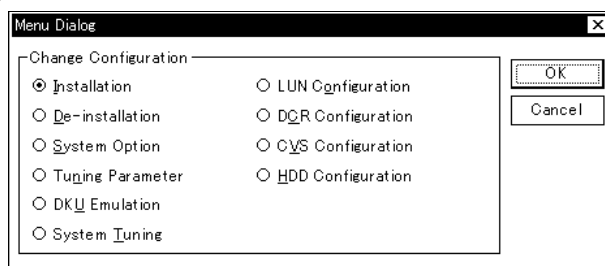 Menu Dialog
Change Configuration
Installation
LUN Configuration
OK
De-installation
DCR Configuration
Cancel
System Option
CVS Configuration
Tuning Parameter
HDD Configuration
DKU Emulation
System Tuning